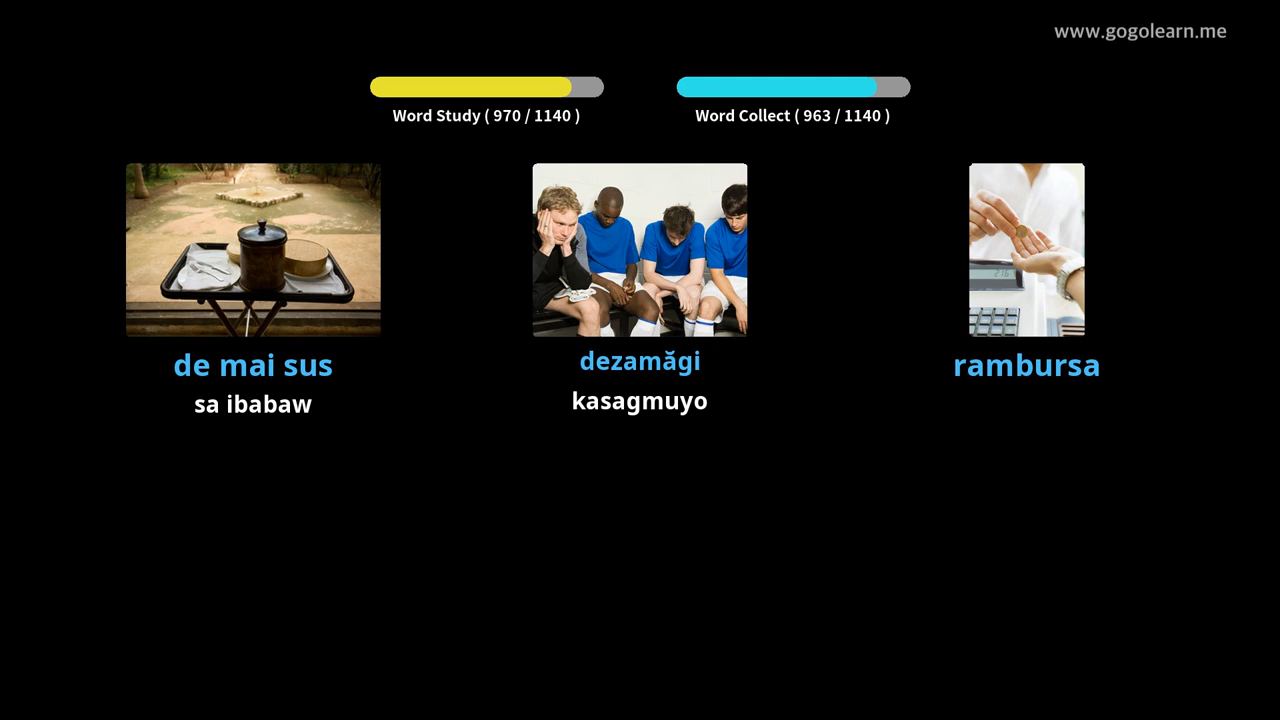 www.gogolearn.me
Word Study ( 970 / 1140 )
Word Collect ( 963 / 1140 )
de mai sus
sa ibabaw
dezamăgi
kasagmuyo
rambursa